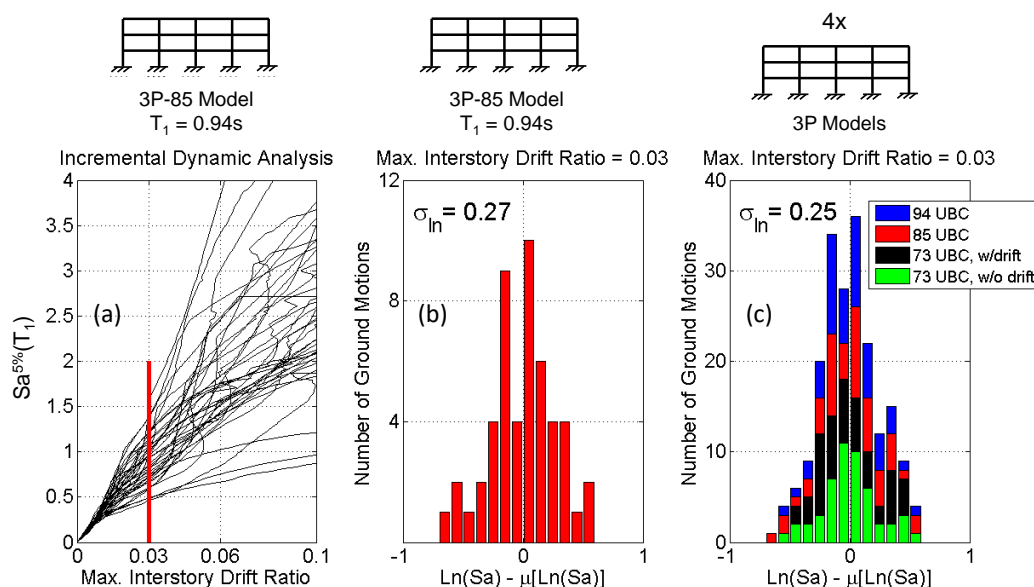 3P-85 Model
T1 = 0.94s
Incremental Dynamic Analysis
Sa5%(T1)
4
3.5
3
2.5
2
1.5
1
0.5
0
(a)
0 0.03 0.06 0.1
Max. Interstory Drift Ratio
3P-85 Model
T1 = 0.94s
Max. Interstory Drift Ratio = 0.03
Number of Ground Motions
12
8
4
0
σln = 0.27
(b)
-1 0 1
Ln(Sa) - μ[Ln(Sa)]
4x
3P Models
Max. Interstory Drift Ratio = 0.03
Number of Ground Motions
40
30
20
10
0
σln = 0.25
94 UBC
85 UBC
73 UBC, w/drift
73 UBC, w/o drift
(c)
-1 0 1
Ln(Sa) - μ[Ln(Sa)]